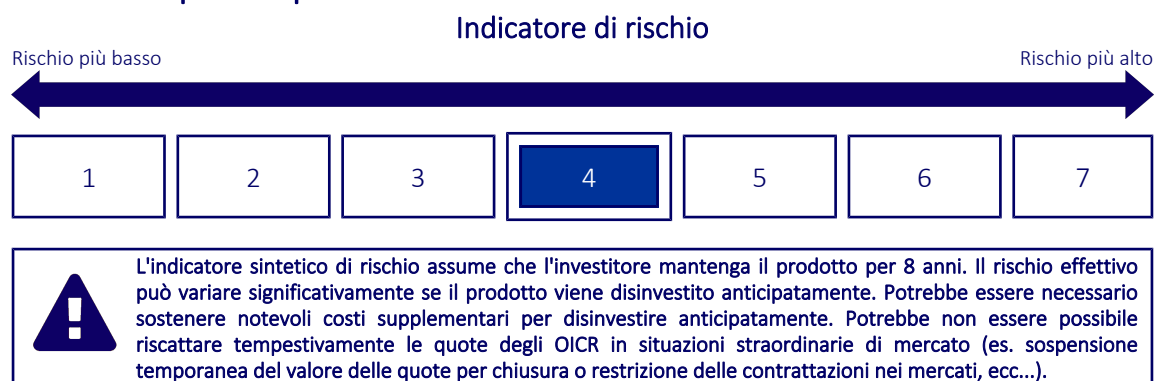 Indicatore di rischio
Rischio più basso
Rischio più alto
1
2
3
4
5
6
7
L'indicatore sintetico di rischio assume che l'investitore mantenga il prodotto per 8 anni. Il rischio effettivo
può variare significativamente se il prodotto viene disinvestito anticipatamente. Potrebbe essere necessario
sostenere notevoli costi supplementari per disinvestire anticipatamente. Potrebbe non essere possibile
riscattare tempestivamente le quote degli OICR in situazioni straordinarie di mercato (es. sospensione
temporanea del valore delle quote per chiusura o restrizione delle contrattazioni nei mercati, ecc...).